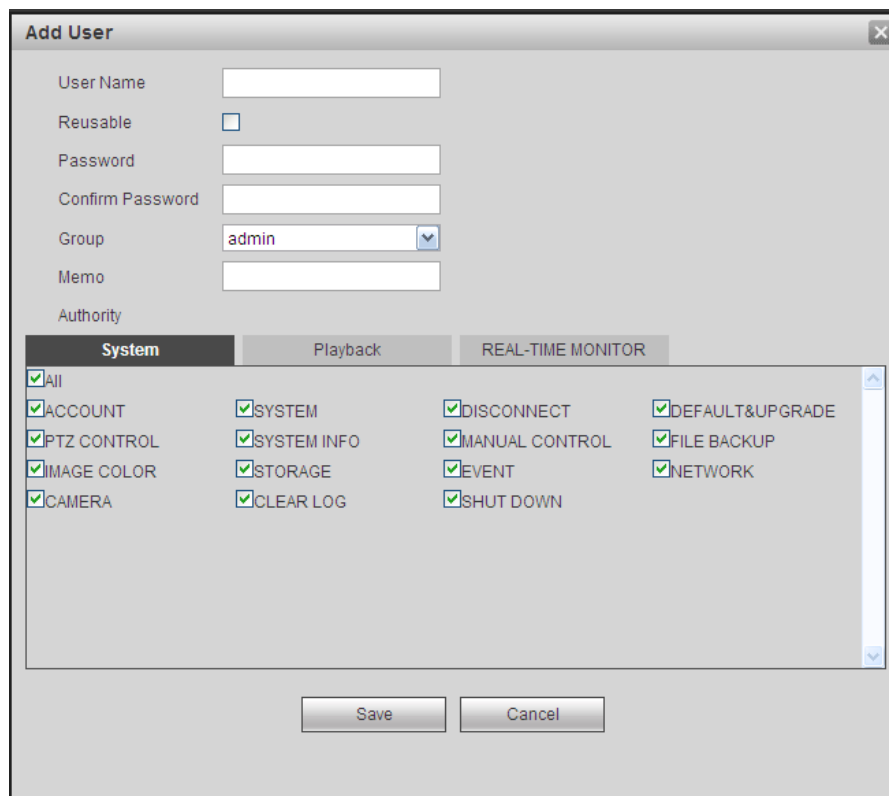 Add User
User Name
Reusable
Password
Confirm Password
Group admin
Memo
Authority
System Playback REAL-TIME MONITOR
All
ACCOUNT SYSTEM DISCONNECT DEFAULT&UPGRADE
PTZ CONTROL SYSTEM INFO MANUAL CONTROL FILE BACKUP
IMAGE COLOR STORAGE EVENT NETWORK
CAMERA CLEAR LOG SHUT DOWN
Save Cancel